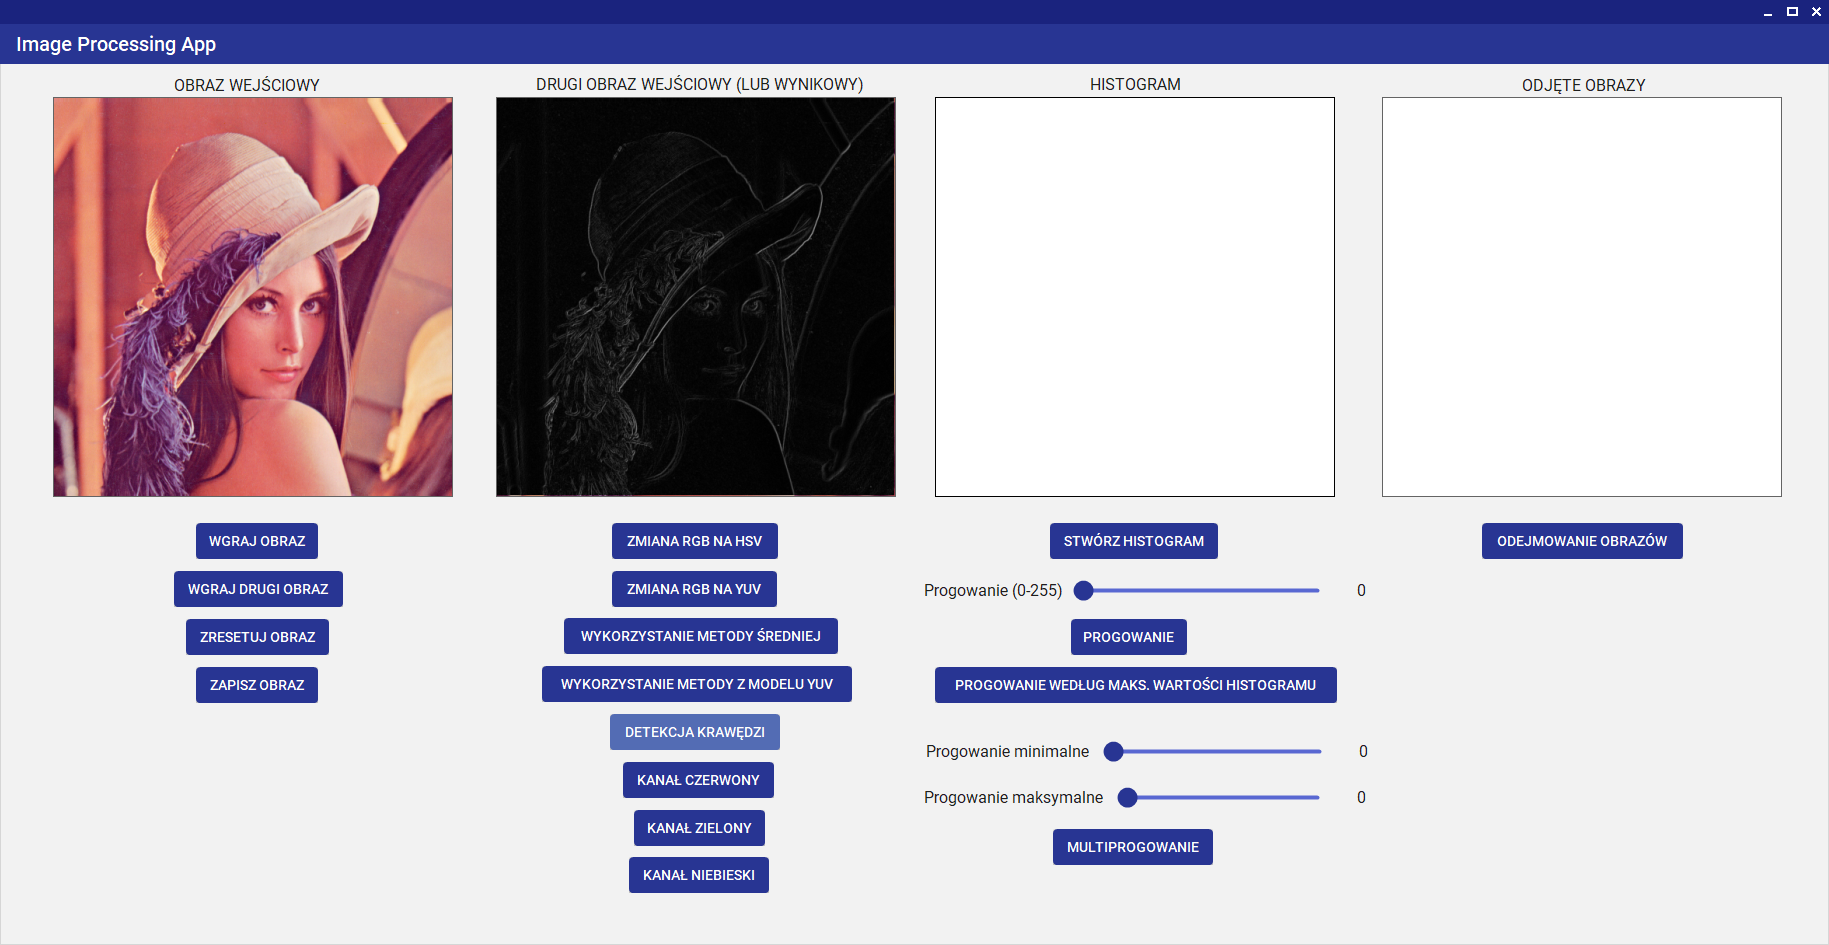 Image Processing App
OBRAZ WEJŚCIOWY
DRUGI OBRAZ WEJŚCIOWY (LUB WYNIKOWY)
HISTOGRAM
ODJĘTE OBRAZY
WGRAJ OBRAZ
WGRAJ DRUGI OBRAZ
ZRESETUJ OBRAZ
ZAPISZ OBRAZ
ZMIANA RGB NA HSV
ZMIANA RGB NA YUV
WYKORZYSTANIE METODY ŚREDNIEJ
WYKORZYSTANIE METODY Z MODELU YUV
DETEKCJA KRAWĘDZI
KANAŁ CZERWONY
KANAŁ ZIELONY
KANAŁ NIEBIESKI
STWÓRZ HISTOGRAM
Progowanie (0-255) 0
PROGOWANIE
PROGOWANIE WEDŁUG MAKS. WARTOŚCI HISTOGRAMU
Progowanie minimalne 0
Progowanie maksymalne 0
MULTIPROGOWANIE
ODEJMOWANIE OBRAZÓW